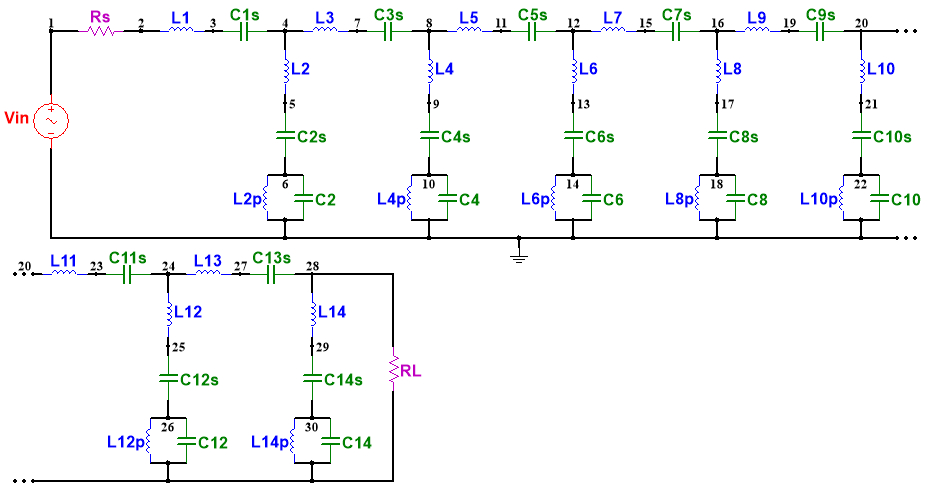 1 Rs 2 L1 3 C1s 4 L3 7 C3s 8 L5 11 C5s 12 L7 15 C7s 16 L9 19 C9s 20
L2 L4 L6 L8 L10
5 9 13 17 21
Vin + −
C2s C4s C6s C8s C10s
6 10 14 18 22
L2p C2 L4p C4 L6p C6 L8p C8 L10p C10
20 L11 23 C11s 24 L13 27 C13s 28
L12 L14
25 29
RL
C12s C14s
26 30
L12p C12 L14p C14